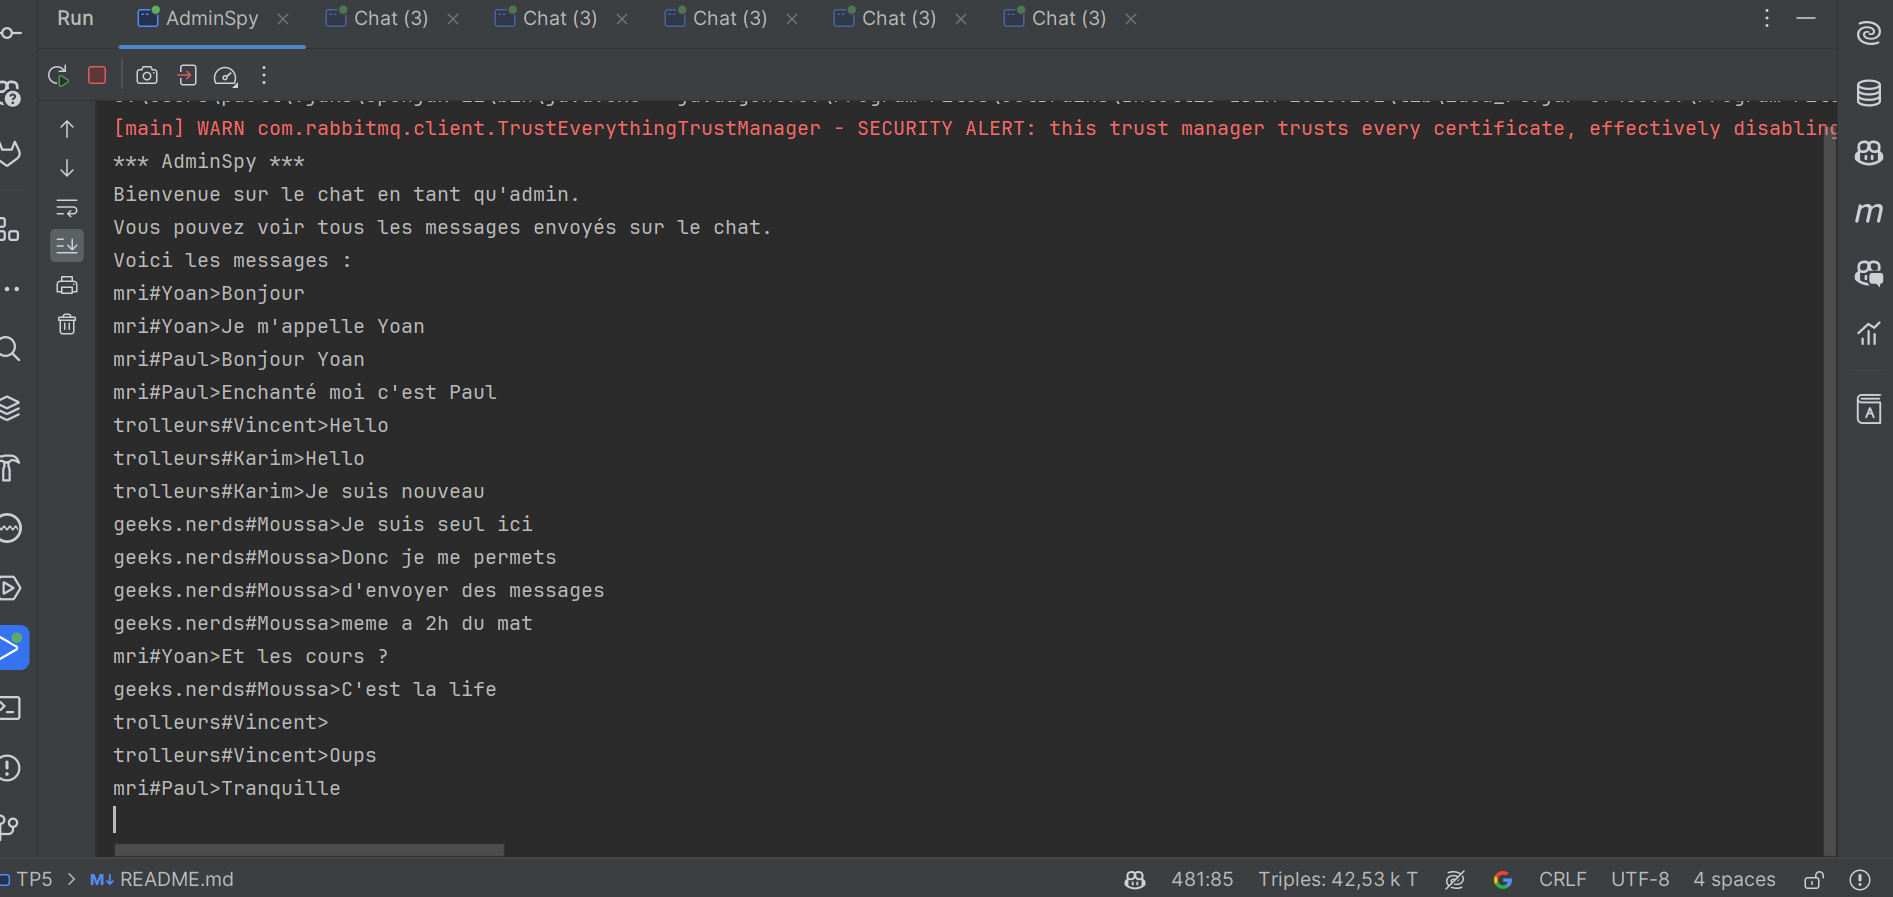 Run AdminSpy Chat (3) Chat (3) Chat (3) Chat (3) Chat (3)
[main] WARN com.rabbitmq.client.TrustEverythingTrustManager - SECURITY ALERT: this trust manager trusts every certificate, effectively disabling
*** AdminSpy ***
Bienvenue sur le chat en tant qu'admin.
Vous pouvez voir tous les messages envoyés sur le chat.
Voici les messages :
mri#Yoan>Bonjour
mri#Yoan>Je m'appelle Yoan
mri#Paul>Bonjour Yoan
mri#Paul>Enchanté moi c'est Paul
trolleurs#Vincent>Hello
trolleurs#Karim>Hello
trolleurs#Karim>Je suis nouveau
geeks.nerds#Moussa>Je suis seul ici
geeks.nerds#Moussa>Donc je me permets
geeks.nerds#Moussa>d'envoyer des messages
geeks.nerds#Moussa>meme a 2h du mat
mri#Yoan>Et les cours ?
geeks.nerds#Moussa>C'est la life
trolleurs#Vincent>
trolleurs#Vincent>Oups
mri#Paul>Tranquille
TP5 > M↓ README.md 481:85 Triples: 42,53 k T CRLF UTF-8 4 spaces